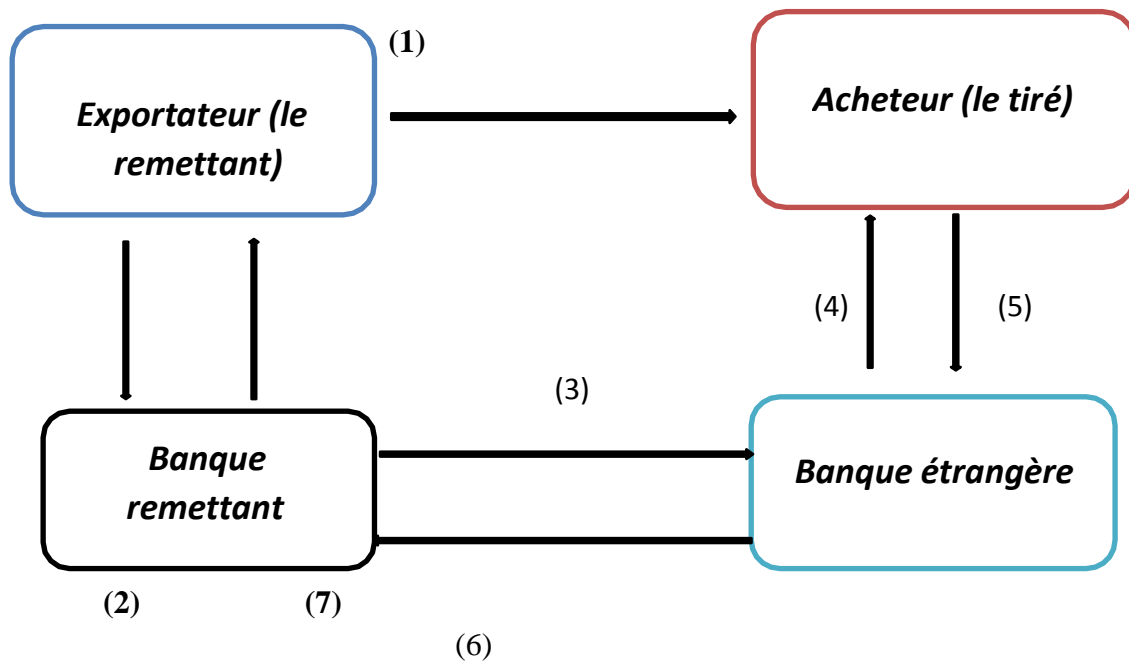 (1)
Exportateur (le
remettant)
Acheteur (le tiré)
(4)
(5)
(3)
Banque
remettant
Banque étrangère
(2)
(7)
(6)